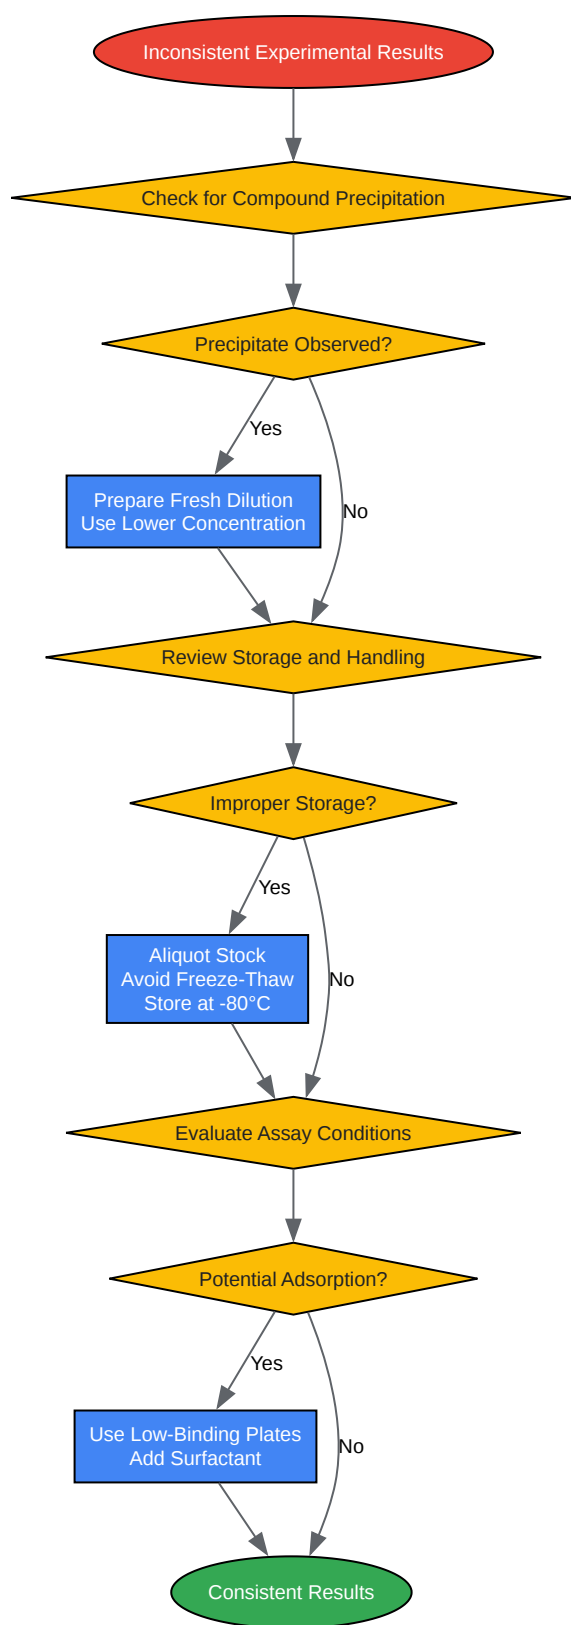 Inconsistent Experimental Results
Check for Compound Precipitation
Precipitate Observed?
Yes
Prepare Fresh Dilution
Use Lower Concentration
No
Review Storage and Handling
Improper Storage?
Yes
Aliquot Stock
Avoid Freeze-Thaw
Store at -80°C
No
Evaluate Assay Conditions
Potential Adsorption?
Yes
Use Low-Binding Plates
Add Surfactant
No
Consistent Results